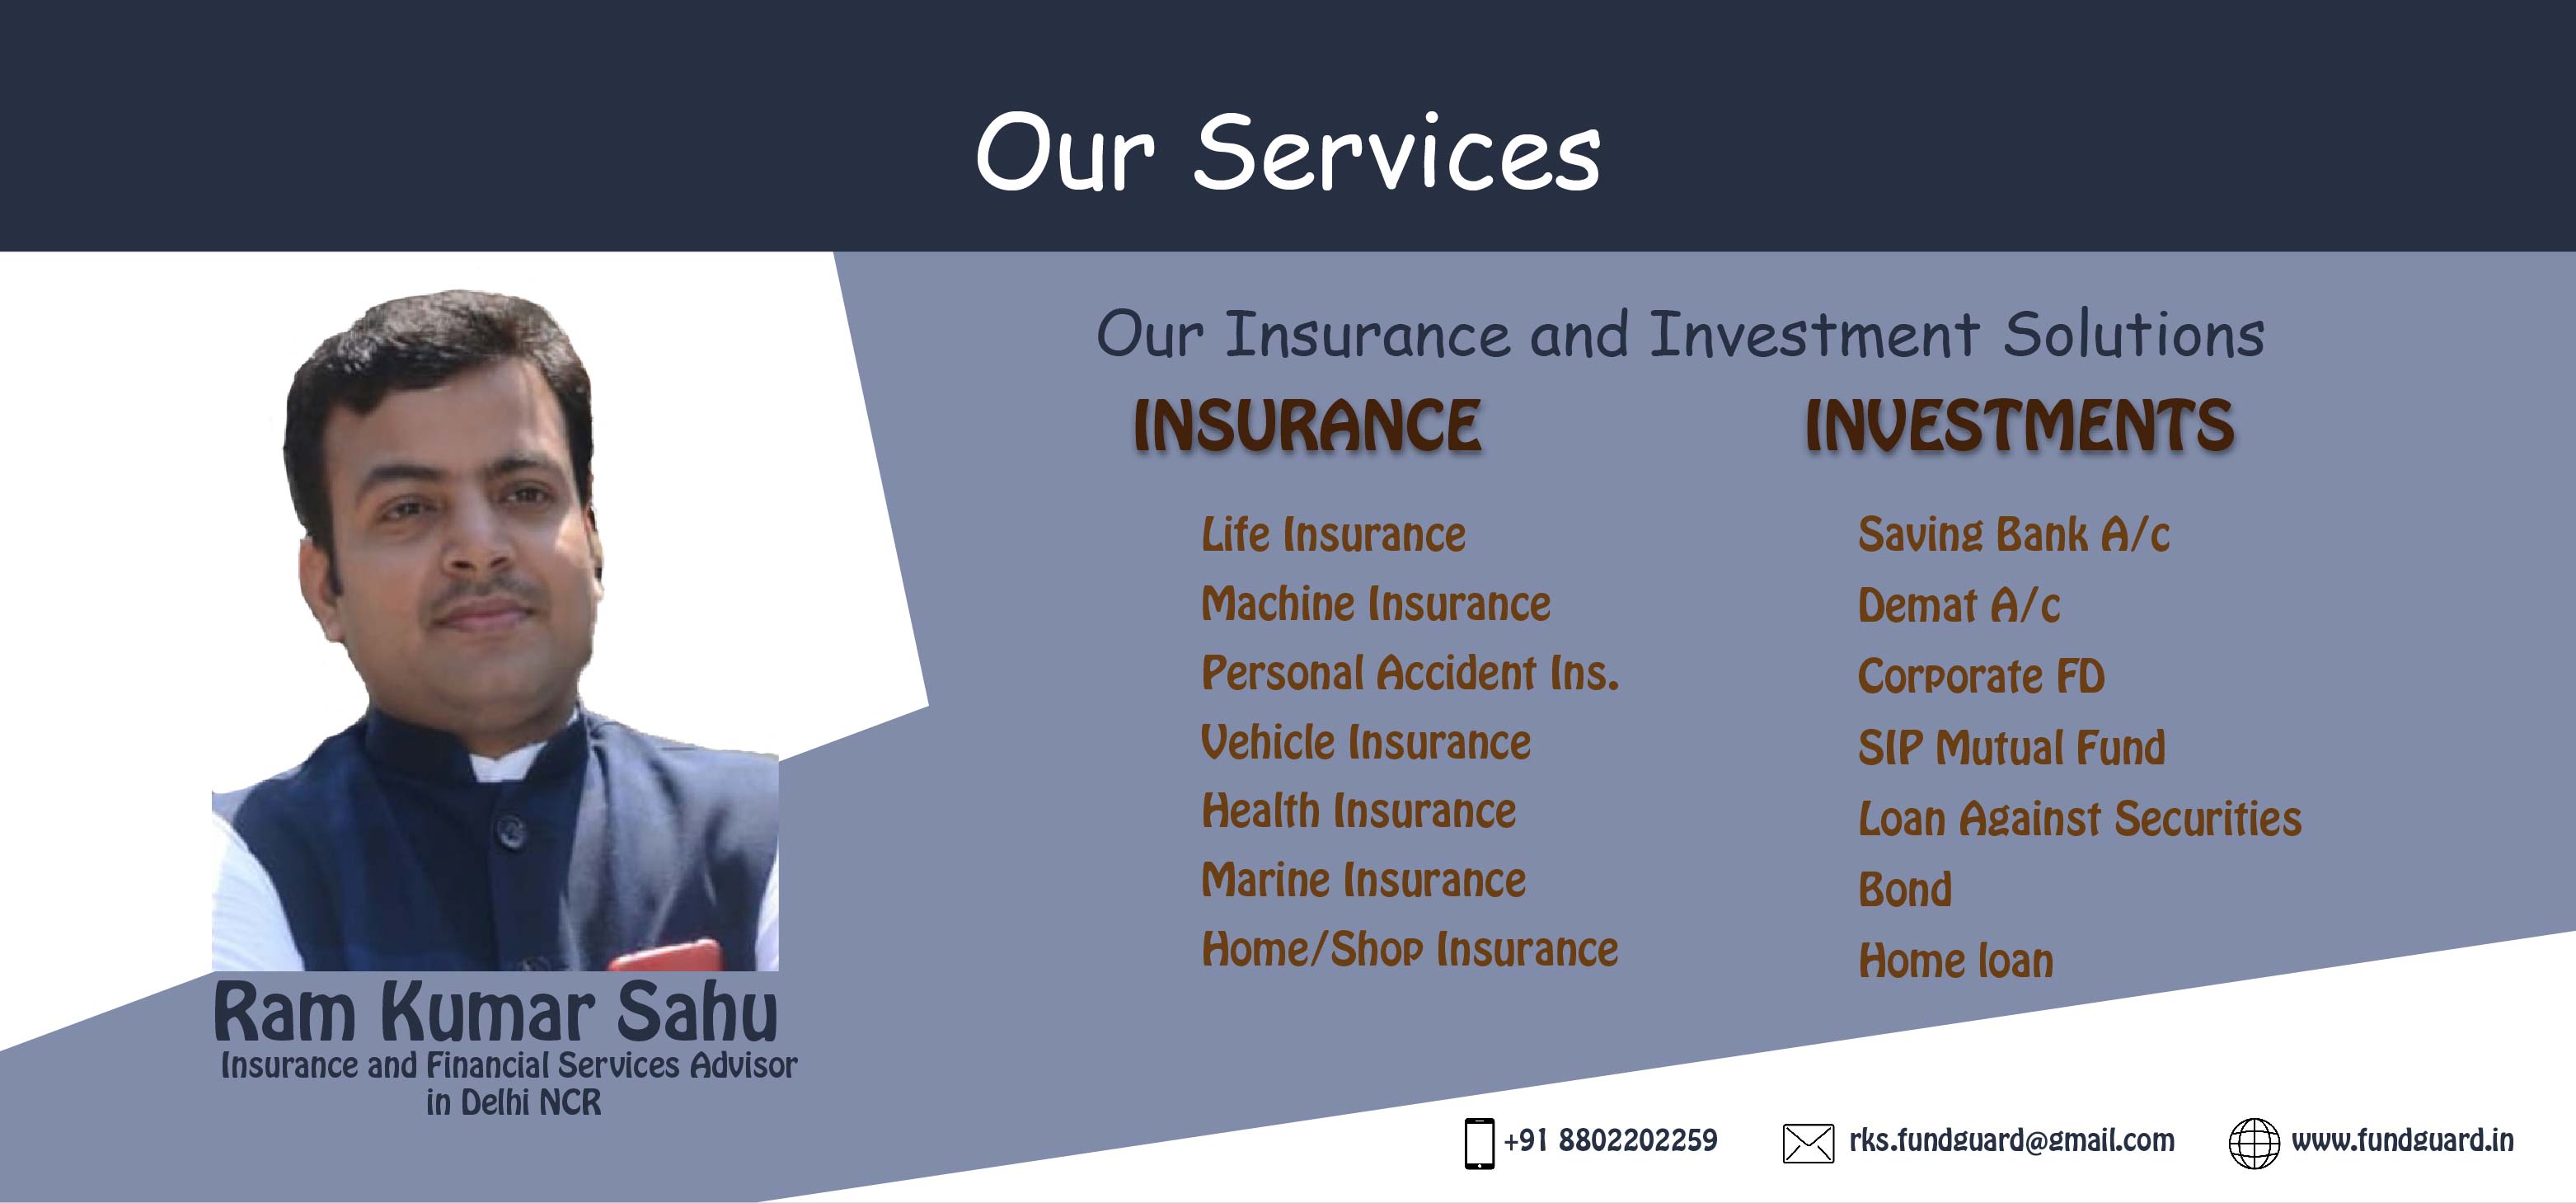 Our Services
Our Insurance and Investment Solutions
INSURANCE
Life Insurance
Machine Insurance
Personal Accident Ins.
Vehicle Insurance
Health Insurance
Marine Insurance
Home/Shop Insurance
INVESTMENTS
Saving Bank A/c
Demat A/c
Corporate FD
SIP Mutual Fund
Loan Against Securities
Bond
Home loan
Ram Kumar Sahu
Insurance and Financial Services Advisor
in Delhi NCR
+91 8802202259
rks.fundguard@gmail.com
www.fundguard.in